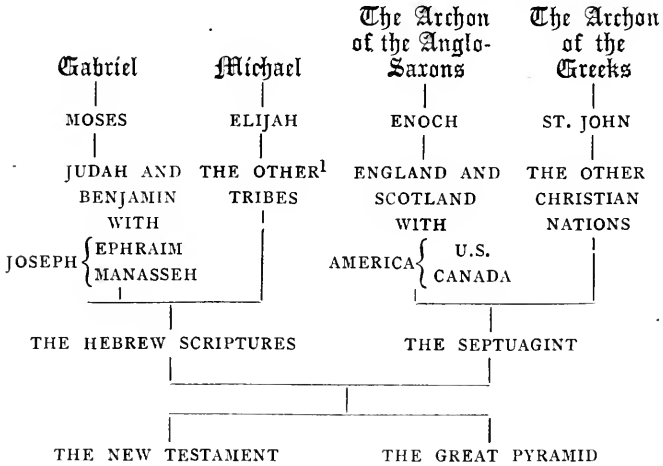 The Archon The Archon
of the Anglo- of the
Gabriel Michael Saxons Greeks
MOSES ELIJAH ENOCH ST. JOHN
JUDAH AND THE OTHER¹ ENGLAND AND THE OTHER
BENJAMIN TRIBES SCOTLAND CHRISTIAN
WITH WITH NATIONS
JOSEPH { EPHRAIM AMERICA { U.S.
MANASSEH CANADA
THE HEBREW SCRIPTURES THE SEPTUAGINT
THE NEW TESTAMENT THE GREAT PYRAMID